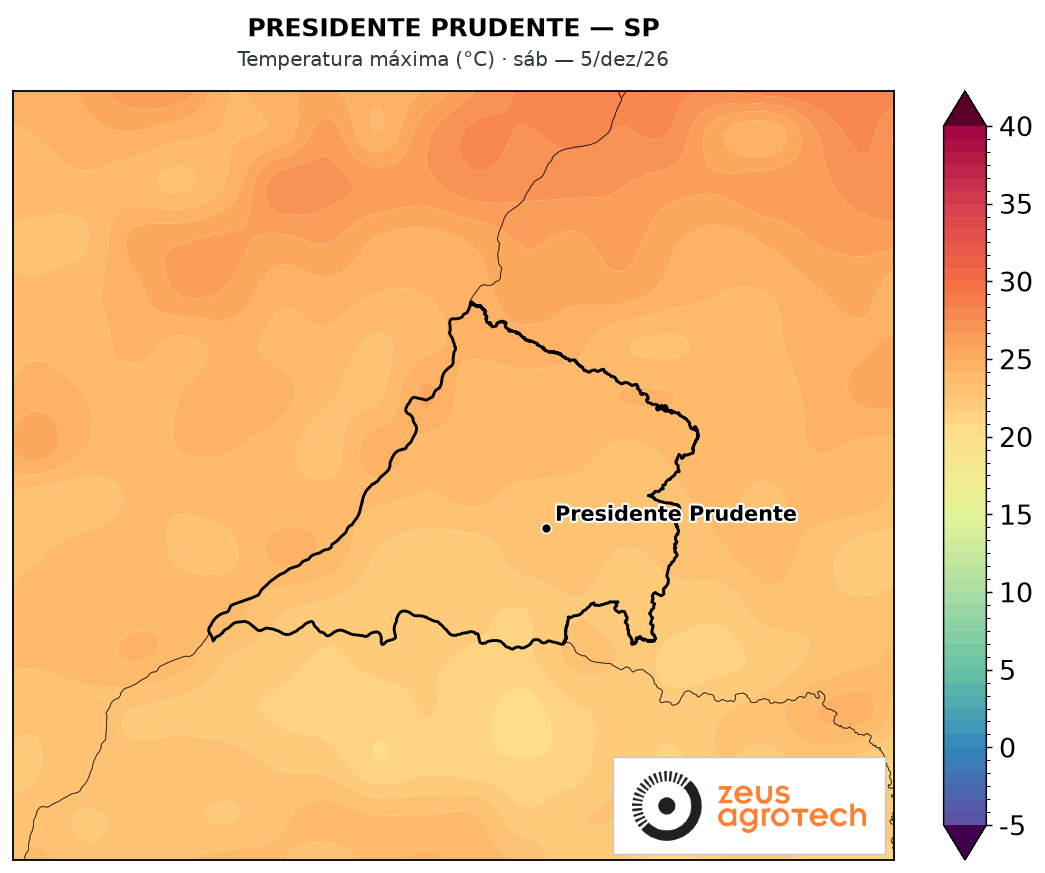 PRESIDENTE PRUDENTE — SP
Temperatura máxima (°C) · sáb — 5/dez/26
40
35
30
25
20
15
10
5
0
-5
Presidente Prudente
zeus
agrotech